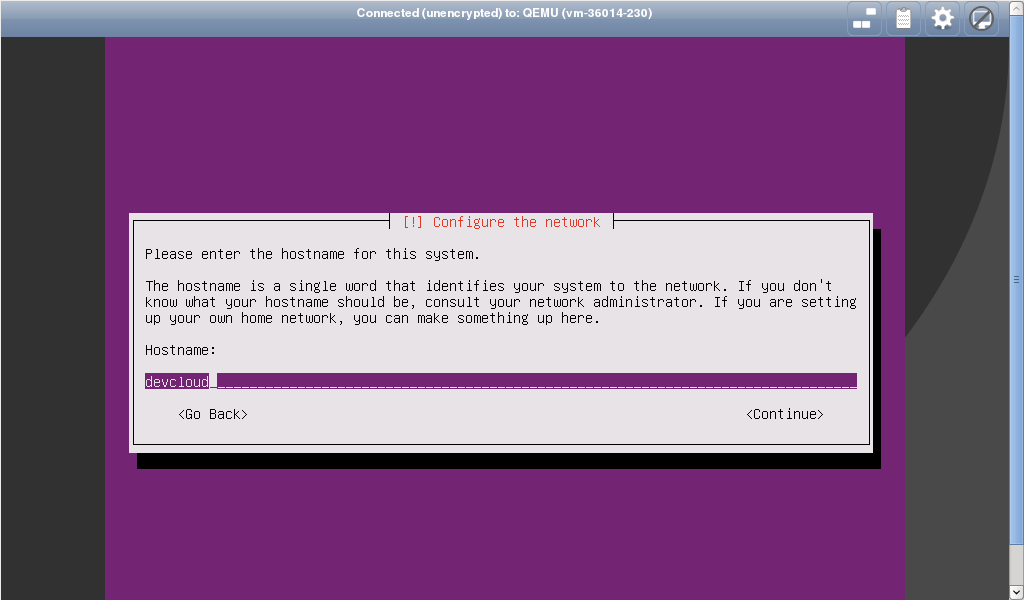 Connected (unencrypted) to: QEMU (vm-36014-230)
[!] Configure the network
Please enter the hostname for this system.
The hostname is a single word that identifies your system to the network. If you don't
know what your hostname should be, consult your network administrator. If you are setting
up your own home network, you can make something up here.
Hostname:
devcloud
<Go Back> <Continue>